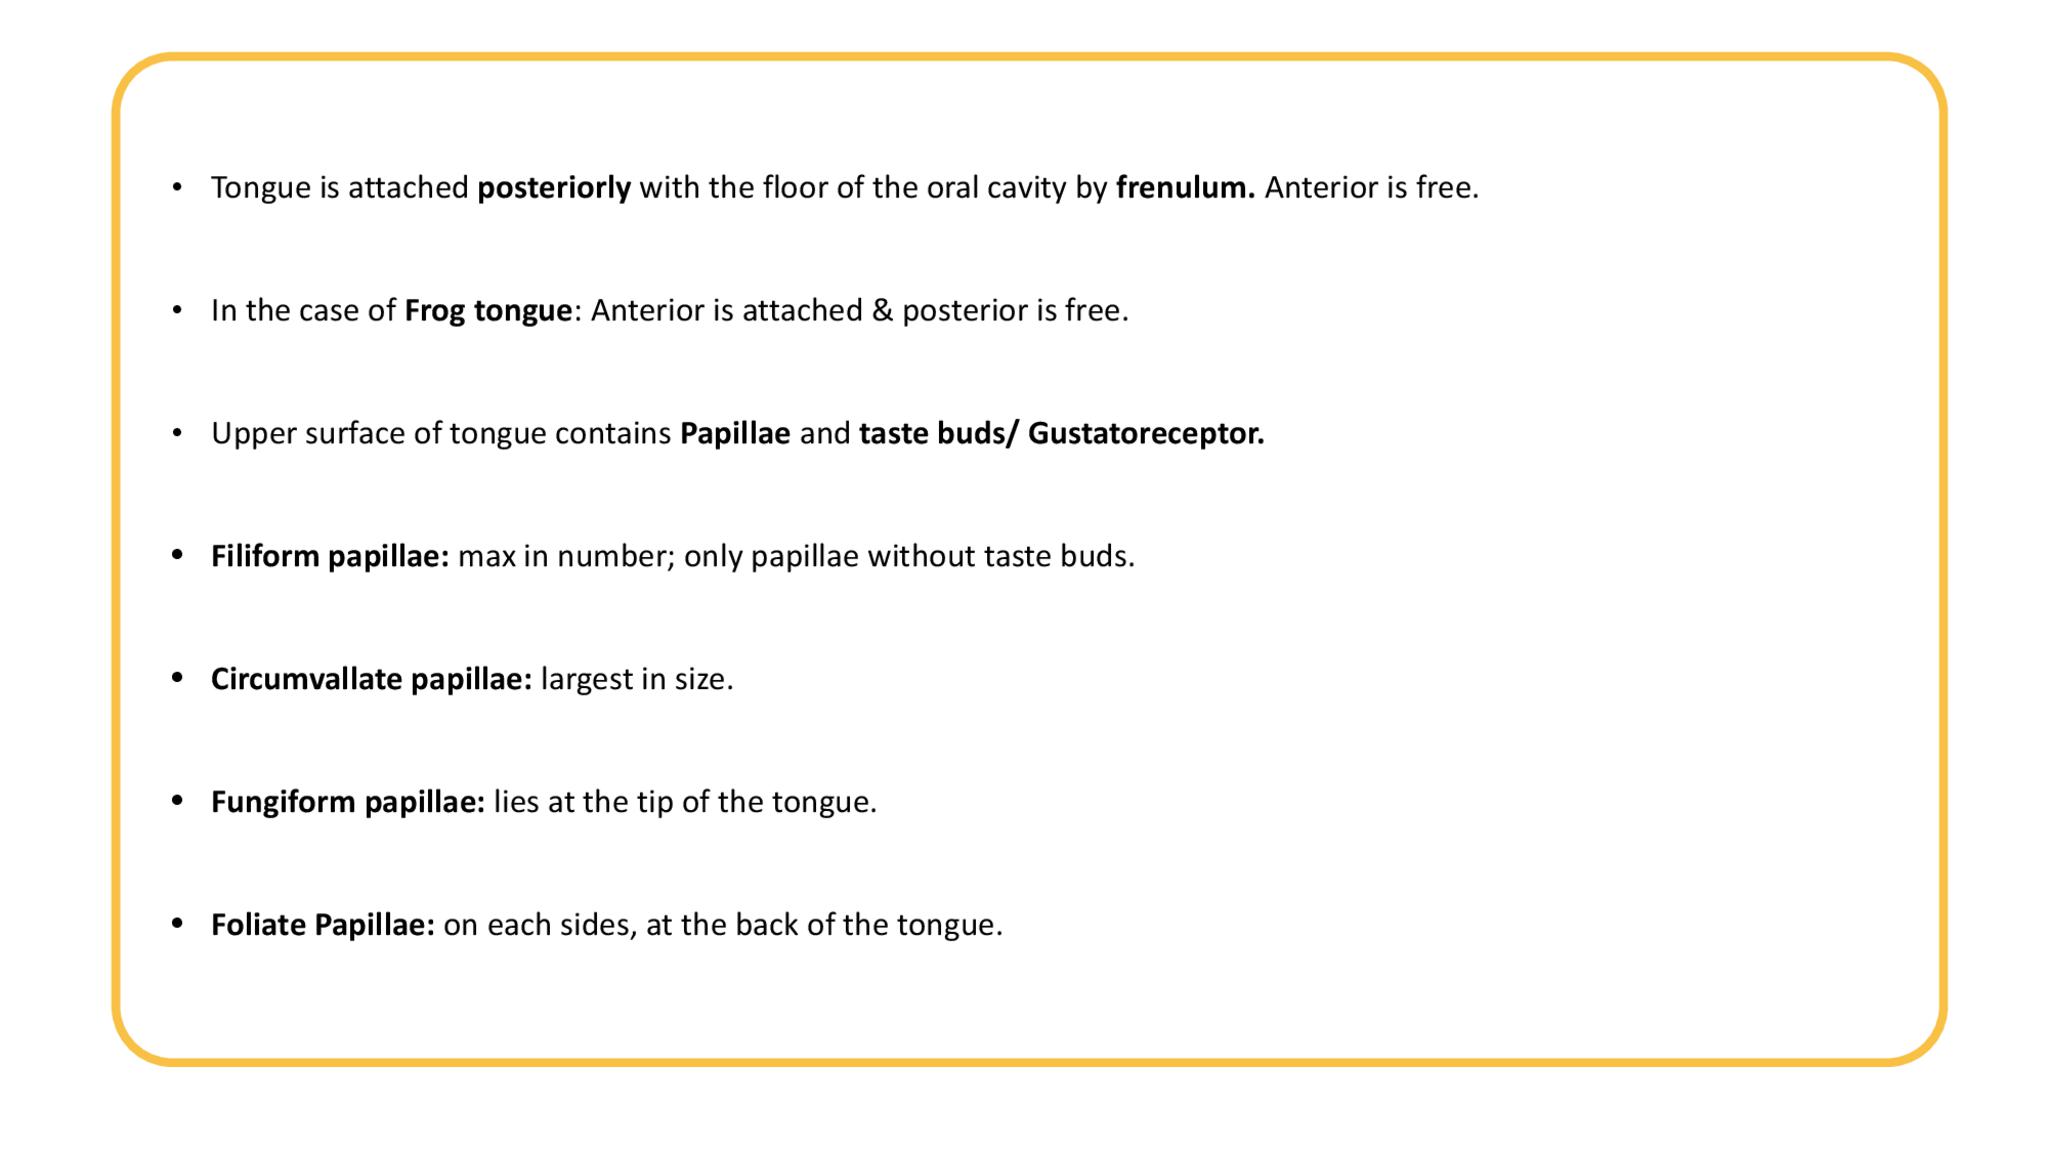 • Tongue is attached posteriorly with the floor of the oral cavity by frenulum. Anterior is free.
• In the case of Frog tongue: Anterior is attached & posterior is free.
• Upper surface of tongue contains Papillae and taste buds/ Gustatoreceptor.
• Filiform papillae: max in number; only papillae without taste buds.
• Circumvallate papillae: largest in size.
• Fungiform papillae: lies at the tip of the tongue.
• Foliate Papillae: on each sides, at the back of the tongue.